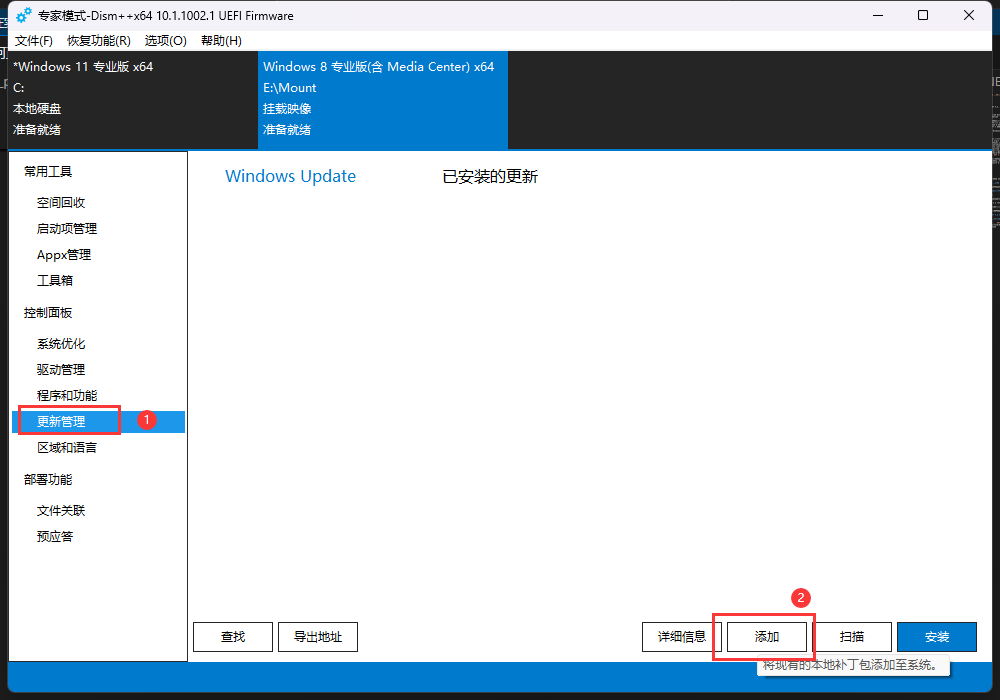 专家模式-Dism++x64 10.1.1002.1 UEFI Firmware
文件(F) 恢复功能(R) 选项(O) 帮助(H)
*Windows 11 专业版 x64
C:
本地硬盘
准备就绪
Windows 8 专业版(含 Media Center) x64
E:\Mount
挂载映像
准备就绪
常用工具
空间回收
启动项管理
Appx管理
工具箱
控制面板
系统优化
驱动管理
程序和功能
更新管理
1
区域和语言
部署功能
文件关联
预应答
Windows Update
已安装的更新
2
查找
导出地址
详细信息
添加
扫描
安装
将现有的本地补丁包添加至系统。